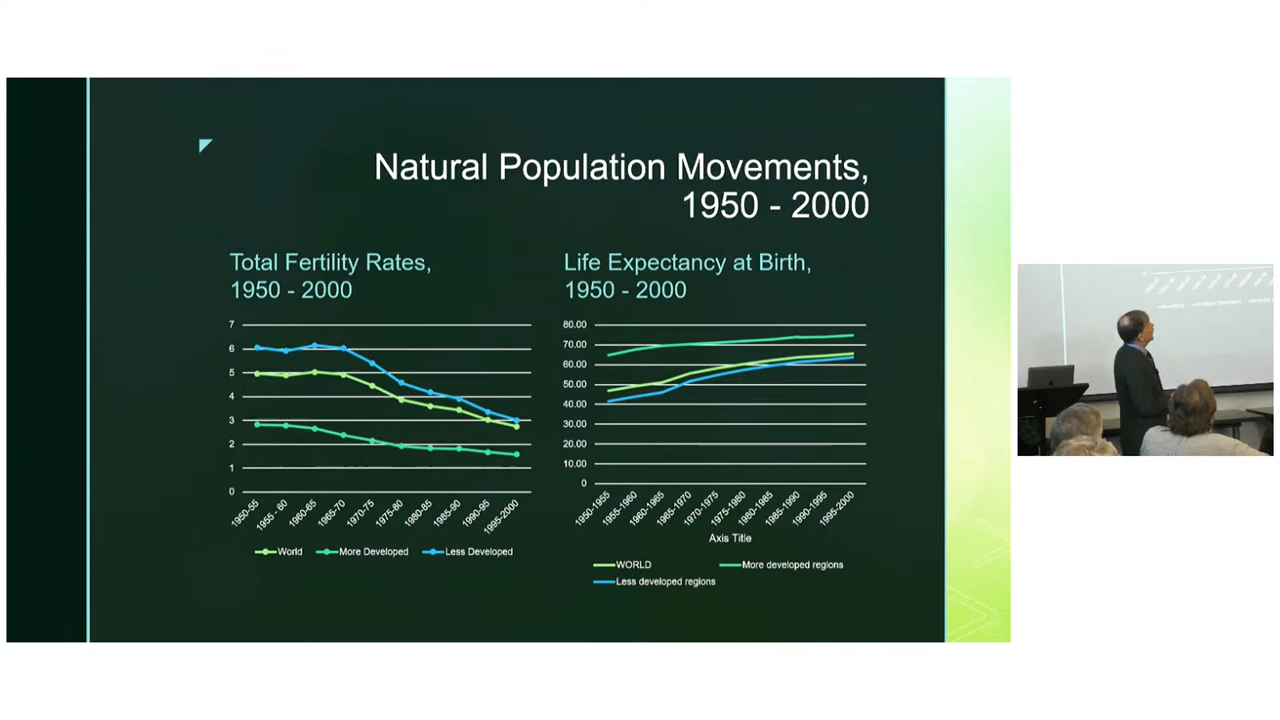 Natural Population Movements,
1950 - 2000
Total Fertility Rates,
1950 - 2000
7
6
5
4
3
2
1
0
1950-55
1955 - 60
1960-65
1965-70
1970-75
1975-80
1980-85
1985-90
1990-95
1995-2000
World
More Developed
Less Developed
Life Expectancy at Birth,
1950 - 2000
80.00
70.00
60.00
50.00
40.00
30.00
20.00
10.00
0
1950-1955
1955-1960
1960-1965
1965-1970
1970-1975
1975-1980
1980-1985
1985-1990
1990-1995
1995-2000
Axis Title
WORLD
More developed regions
Less developed regions